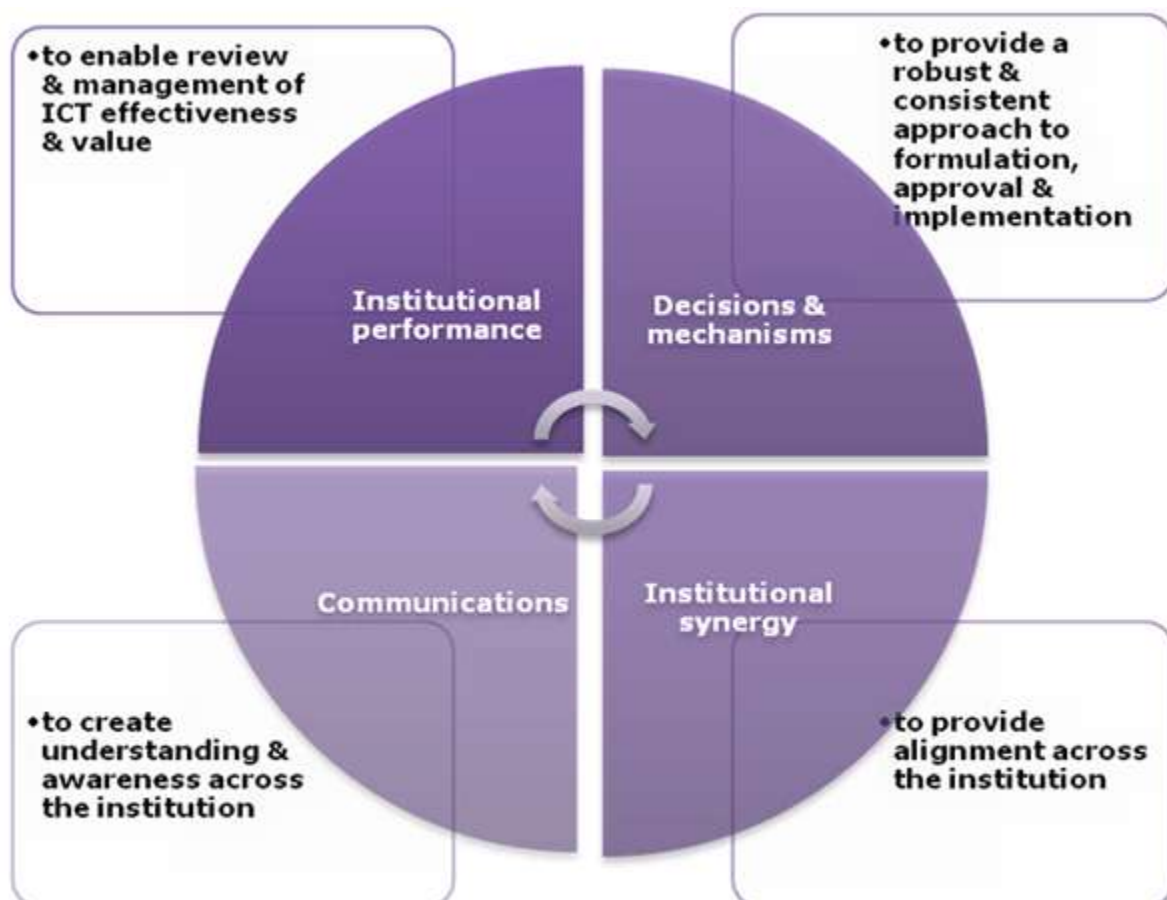 •to enable review
& management of
ICT effectiveness
& value
•to provide a
robust &
consistent
approach to
formulation,
approval &
implementation
Institutional
performance
Decisions &
mechanisms
Communications
Institutional
synergy
•to create
understanding &
awareness across
the institution
•to provide
alignment across
the institution